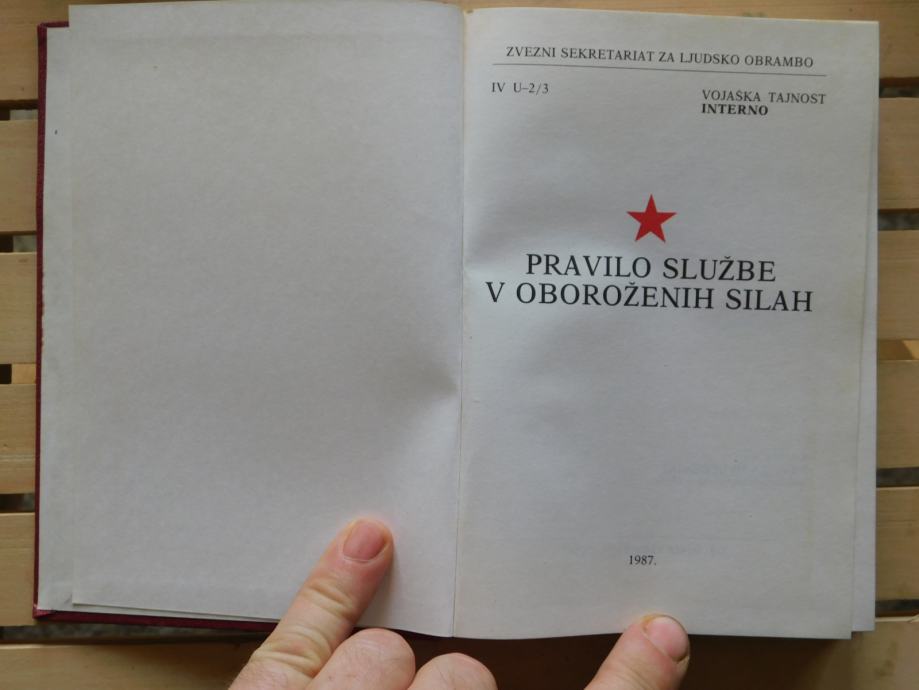 ZVEZNI SEKRETARIAT ZA LJUDSKO OBRAMBO
IV U-2/3
VOJAŠKA TAJNOST
INTERNO
PRAVILO SLUŽBE
V OBOROŽENIH SILAH
1987.